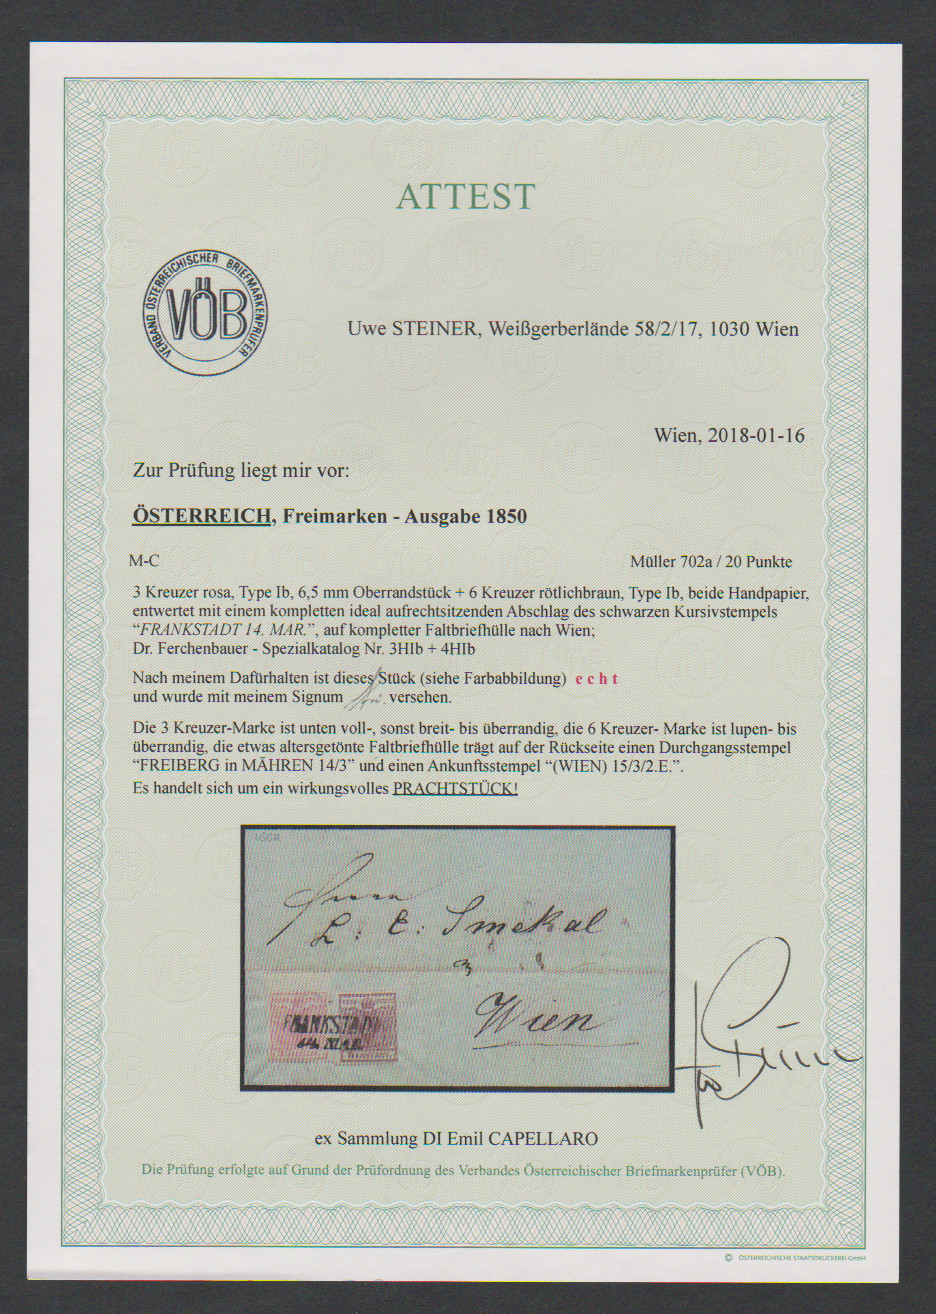 ATTEST
VERBAND ÖSTERREICHISCHER BRIEFMARKENPRÜFER
VÖB
Uwe STEINER, Weißgerberlände 58/2/17, 1030 Wien
Wien, 2018-01-16
Zur Prüfung liegt mir vor:
ÖSTERREICH, Freimarken - Ausgabe 1850
M-C Müller 702a / 20 Punkte
3 Kreuzer rosa, Type Ib, 6,5 mm Oberrandstück + 6 Kreuzer rötlichbraun, Type Ib, beide Handpapier,
entwertet mit einem kompletten ideal aufrechtsitzenden Abschlag des schwarzen Kursivstempels
“FRANKSTADT 14. MAR.”, auf kompletter Faltbriefhülle nach Wien;
Dr. Ferchenbauer - Spezialkatalog Nr. 3HIb + 4HIb
Nach meinem Dafürhalten ist dieses Stück (siehe Farbabbildung) e c h t
und wurde mit meinem Signum versehen.
Die 3 Kreuzer-Marke ist unten voll-, sonst breit- bis überrandig, die 6 Kreuzer- Marke ist lupen- bis
überrandig, die etwas altersgetönte Faltbriefhülle trägt auf der Rückseite einen Durchgangsstempel
“FREIBERG in MÄHREN 14/3” und einen Ankunftsstempel “(WIEN) 15/3/2.E.”.
Es handelt sich um ein wirkungsvolles PRACHTSTÜCK!
Herrn
L: E: Smekal
Wien
FRANKSTADT
14. MAR.
ex Sammlung DI Emil CAPELLARO
Die Prüfung erfolgte auf Grund der Prüfordnung des Verbandes Österreichischer Briefmarkenprüfer (VÖB).
© ÖSTERREICHISCHE STAATSDRUCKEREI GmbH